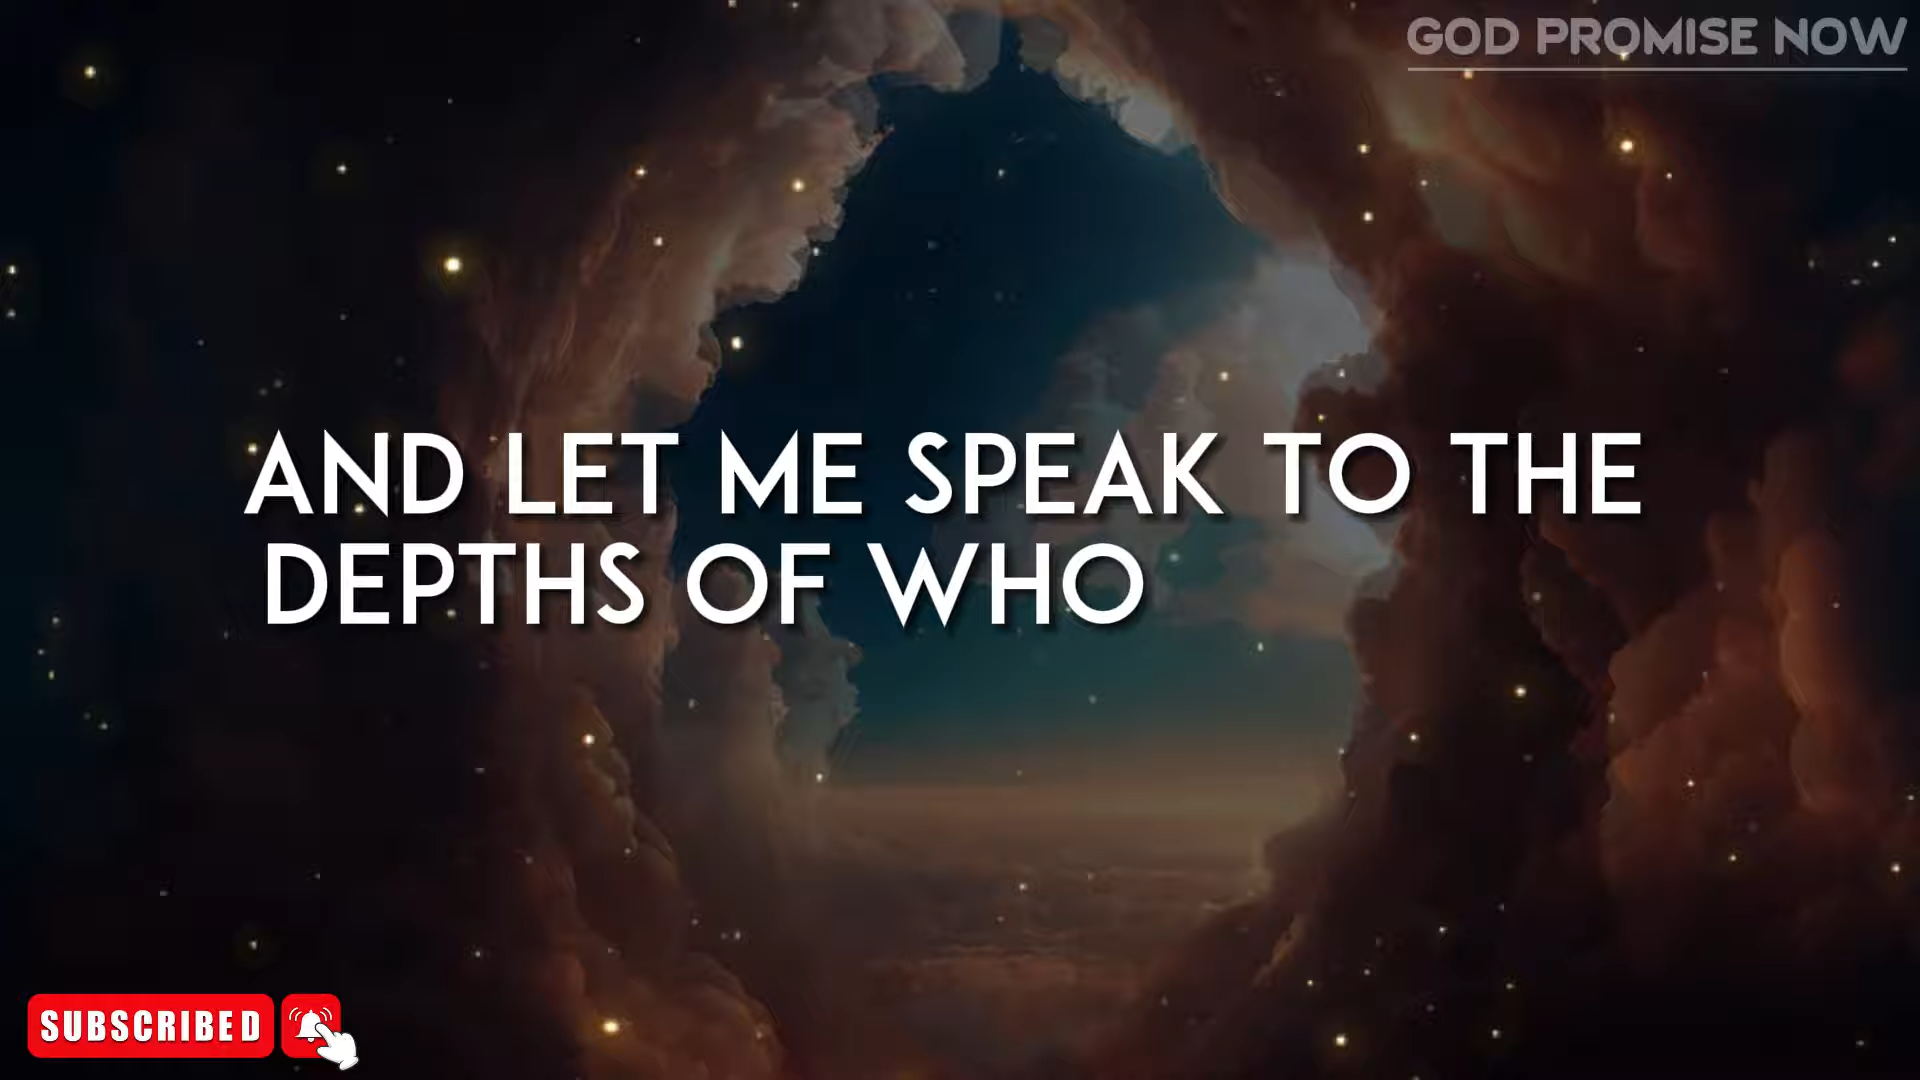 GOD PROMISE NOW
AND LET ME SPEAK TO THE
DEPTHS OF WHO
SUBSCRIBED